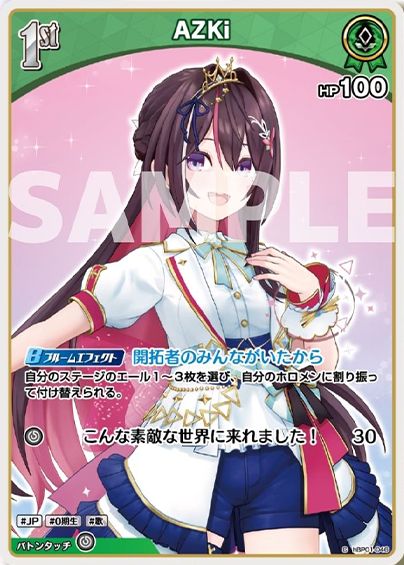 1st
AZKi
HP100
SAMPLE
Bブルームエフェクト 開拓者のみんながいたから
自分のステージのエール1～3枚を選び、自分のホロメンに割り振っ
て付け替えられる。
こんな素敵な世界に来れました! 30
#JP #0期生 #歌
バトンタッチ
C hBP01-048